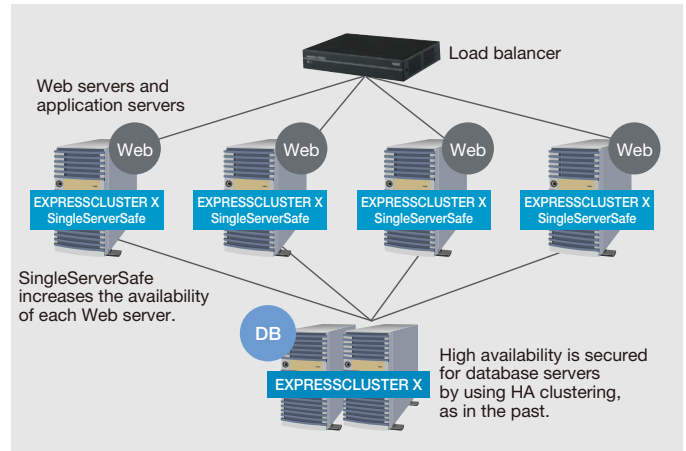 Load balancer
Web servers and
application servers
Web
Web
Web
Web
EXPRESSCLUSTER X
SingleServerSafe
EXPRESSCLUSTER X
SingleServerSafe
EXPRESSCLUSTER X
SingleServerSafe
EXPRESSCLUSTER X
SingleServerSafe
SingleServerSafe
increases the availability
of each Web server.
DB
EXPRESSCLUSTER X
High availability is secured
for database servers
by using HA clustering,
as in the past.